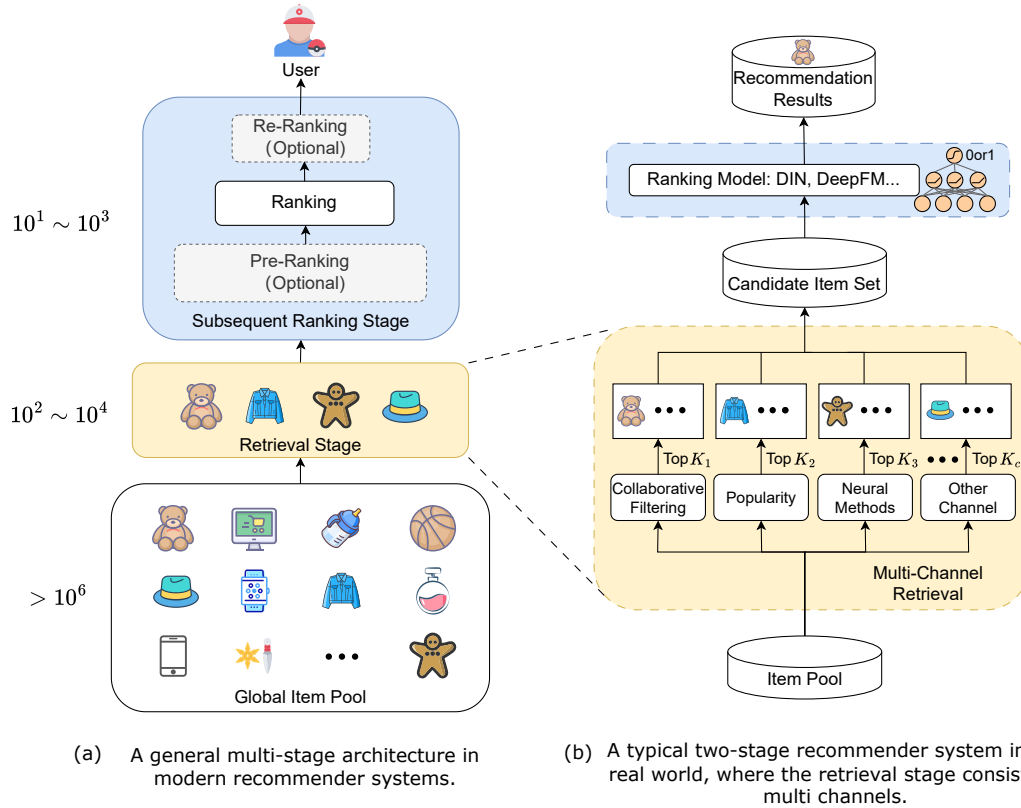 User
Re-Ranking
(Optional)
Ranking
Pre-Ranking
(Optional)
Subsequent Ranking Stage
10^1 ∼ 10^3
Retrieval Stage
10^2 ∼ 10^4
Global Item Pool
> 10^6
(a) A general multi-stage architecture in
modern recommender systems.
Recommendation
Results
Ranking Model: DIN, DeepFM...
0or1
Candidate Item Set
Top K_1
Top K_2
Top K_3
Top K_c
Collaborative
Filtering
Popularity
Neural
Methods
Other
Channel
Multi-Channel
Retrieval
Item Pool
(b) A typical two-stage recommender system in
real world, where the retrieval stage consis
multi channels.